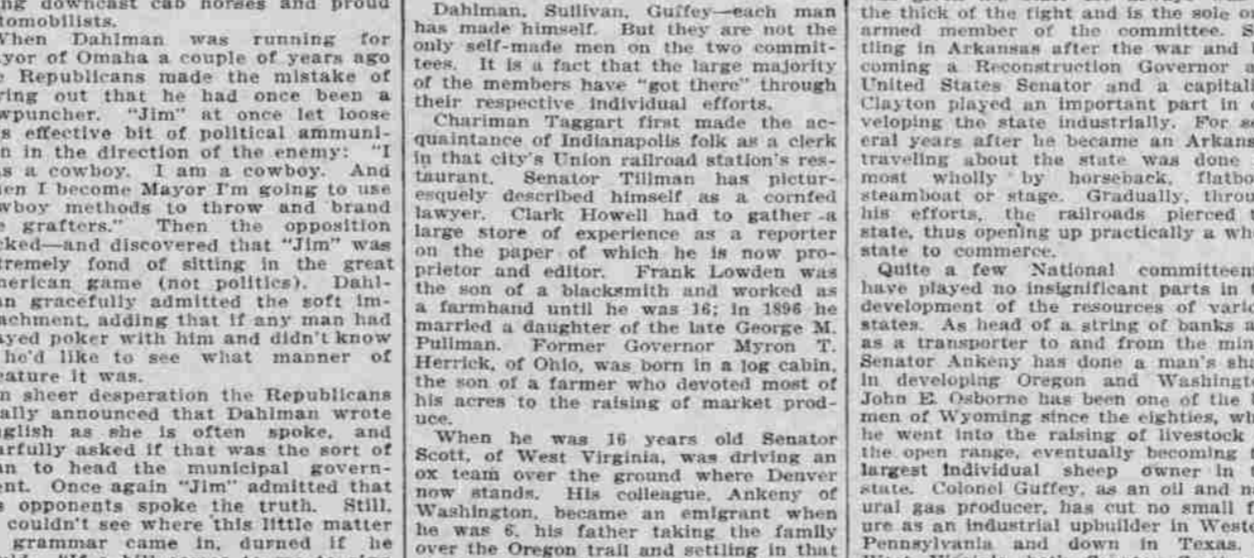 ing downcast cab horses and proud
tomobilists.
When Dahlman was running for
yor of Omaha a couple of years ago
e Republicans made the mistake of
ring out that he had once been a
wpuncher. "Jim" at once let loose
s effective bit of political ammuni-
n in the direction of the enemy: "I
s a cowboy. I am a cowboy. And
en I become Mayor I'm going to use
wboy methods to throw and brand
e grafters." Then the opposition
cked—and discovered that "Jim" was
tremely fond of sitting in the great
merican game (not politics). Dahl-
an gracefully admitted the soft im-
achment, adding that if any man had
ayed poker with him and didn't know
he'd like to see what manner of
eature it was.
n sheer desperation the Republicans
ally announced that Dahlman wrote
nglish as she is often spoke, and
arfully asked if that was the sort of
an to head the municipal govern-
ent. Once again "Jim" admitted that
s opponents spoke the truth. Still,
couldn't see where this little matter
grammar came in, durned if he
Dahlman, Sullivan, Guffey—each man
has made himself. But they are not the
only self-made men on the two commit-
tees. It is a fact that the large majority
of the members have "got there" through
their respective individual efforts.
Chariman Taggart first made the ac-
quaintance of Indianapolis folk as a clerk
in that city's Union railroad station's res-
taurant. Senator Tillman has pictur-
esquely described himself as a cornfed
lawyer. Clark Howell had to gather a
large store of experience as a reporter
on the paper of which he is now pro-
prietor and editor. Frank Lowden was
the son of a blacksmith and worked as
a farmhand until he was 16; in 1896 he
married a daughter of the late George M.
Pullman. Former Governor Myron T.
Herrick, of Ohio, was born in a log cabin,
the son of a farmer who devoted most of
his acres to the raising of market prod-
uce.
When he was 16 years old Senator
Scott, of West Virginia, was driving an
ox team over the ground where Denver
now stands. His colleague, Ankeny of
Washington, became an emigrant when
he was 6, his father taking the family
over the Oregon trail and settling in that
the thick of the fight and is the sole o
armed member of the committee. S
tling in Arkansas after the war and b
coming a Reconstruction Governor a
United States Senator and a capitali
Clayton played an important part in d
veloping the state industrially. For se
eral years after he became an Arkans
traveling about the state was done a
most wholly by horseback, flatbo
steamboat or stage. Gradually, throu
his efforts, the railroads pierced t
state, thus opening up practically a who
state to commerce.
Quite a few National committeem
have played no insignificant parts in t
development of the resources of vario
states. As head of a string of banks a
as a transporter to and from the min
Senator Ankeny has done a man's sha
in developing Oregon and Washingt
John E. Osborne has been one of the b
men of Wyoming since the eighties, wh
he went into the raising of livestock
the open range, eventually becoming t
largest individual sheep owner in t
state. Colonel Guffey, as an oil and n
ural gas producer, has cut no small f
ure as an industrial upbuilder in Weste
Pennsylvania and down in Texas.